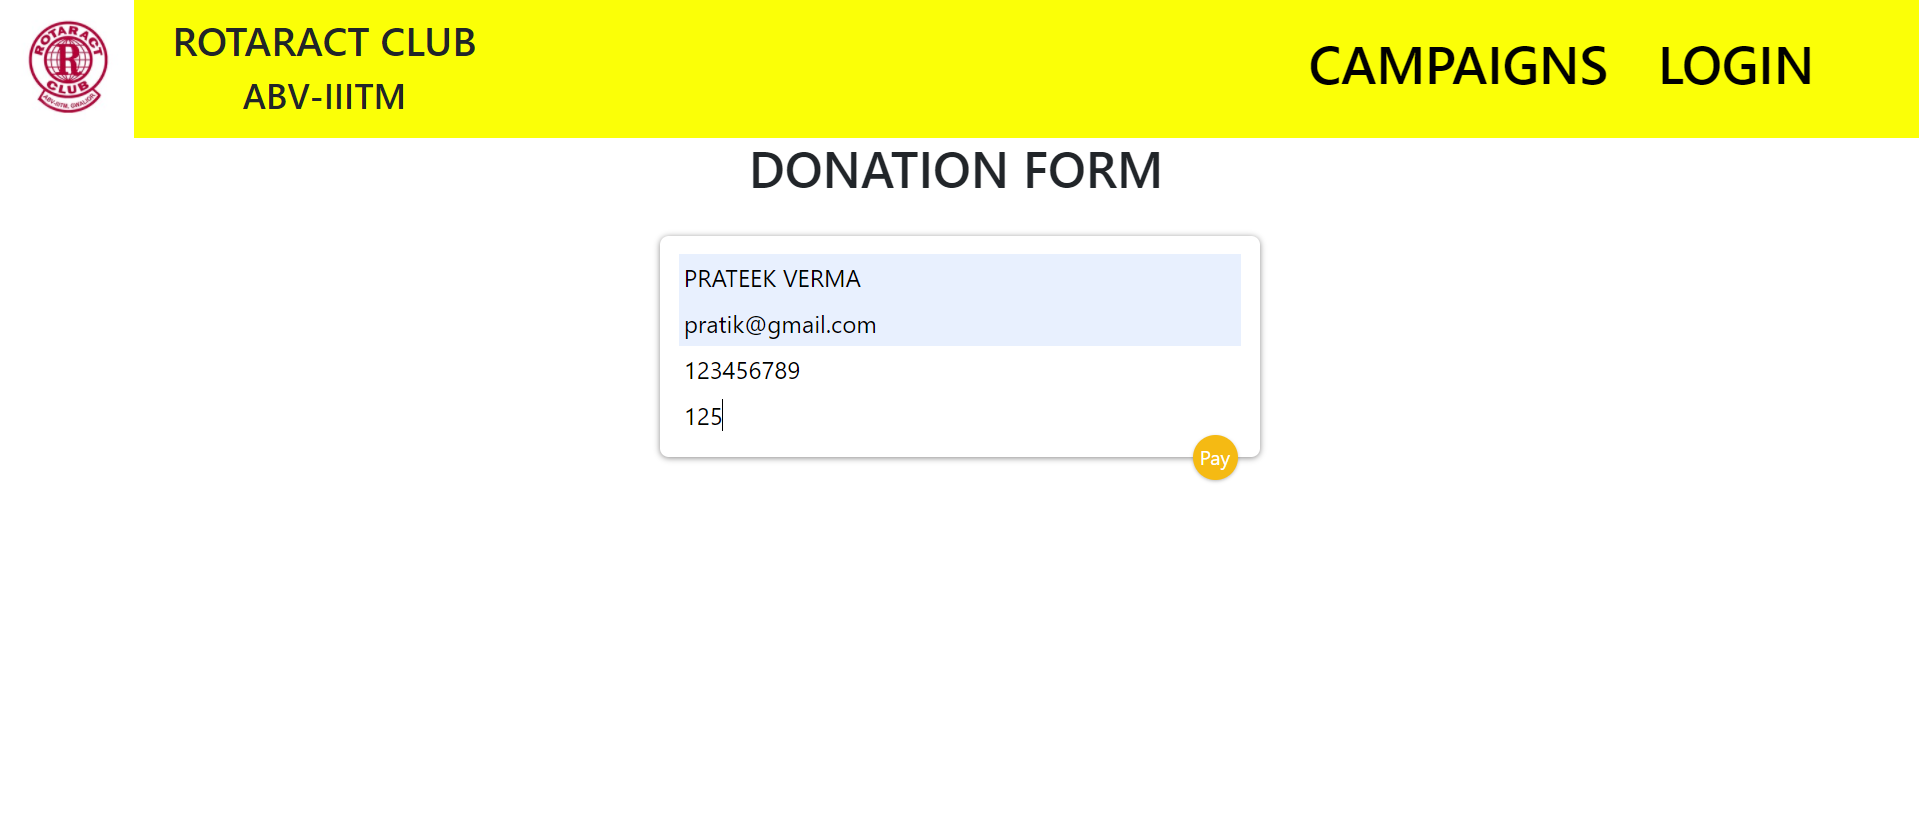 ROTARACT
R
CLUB
ABV-IIITM, GWALIOR
ROTARACT CLUB
ABV-IIITM
CAMPAIGNS LOGIN
DONATION FORM
PRATEEK VERMA
pratik@gmail.com
123456789
125
Pay